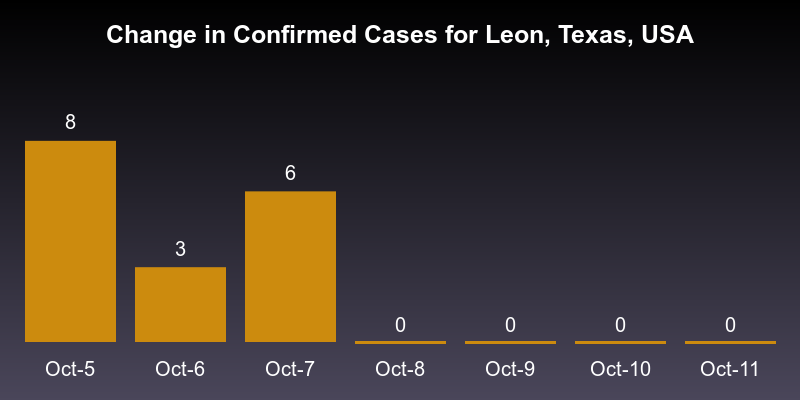 Change in Confirmed Cases for Leon, Texas, USA
8
3
6
0
0
0
0
Oct-5
Oct-6
Oct-7
Oct-8
Oct-9
Oct-10
Oct-11